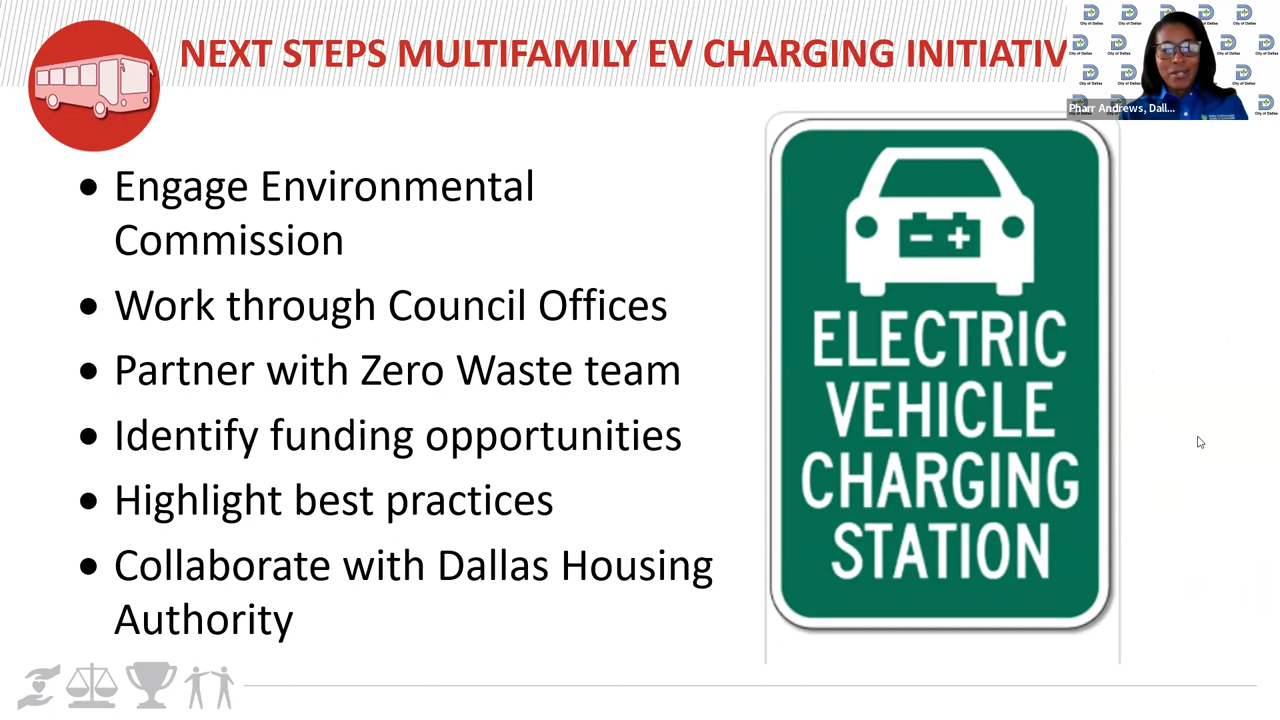 NEXT STEPS MULTIFAMILY EV CHARGING INITIATIV
Pharr Andrews, Dall...
• Engage Environmental
Commission
• Work through Council Offices
• Partner with Zero Waste team
• Identify funding opportunities
• Highlight best practices
• Collaborate with Dallas Housing
Authority
ELECTRIC
VEHICLE
CHARGING
STATION
City of Dallas